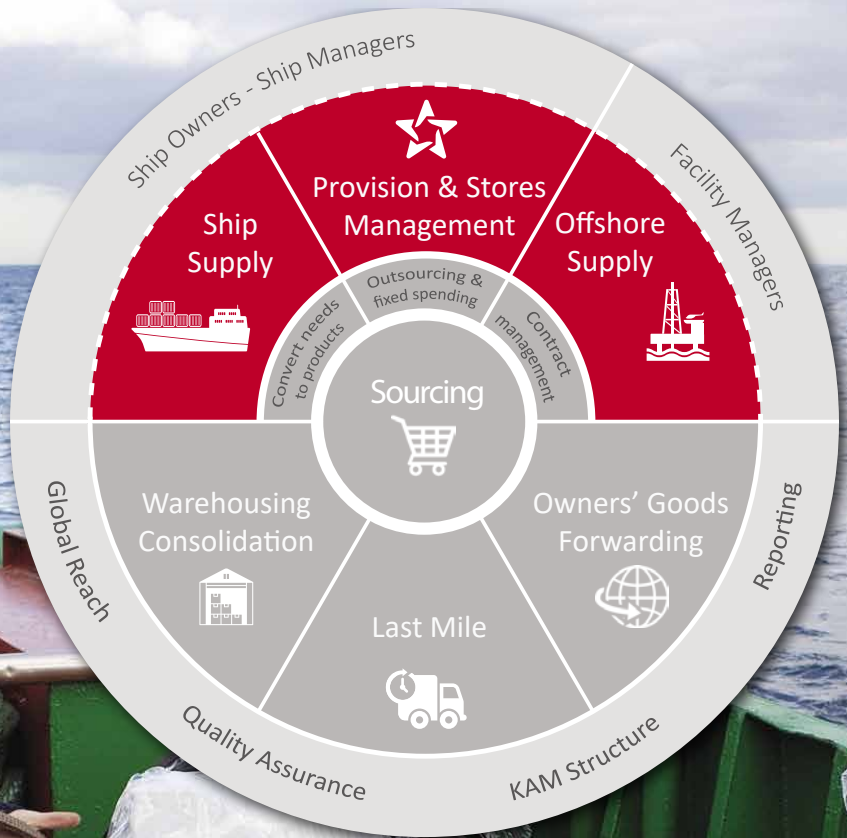 Ship Owners - Ship Managers
Facility Managers
Provision & Stores
Management
Ship
Supply
Offshore
Supply
Convert needs
to products
Outsourcing &
fixed spending
Contract
management
Sourcing
Warehousing
Consolidation
Owners’ Goods
Forwarding
Last Mile
Global Reach
Quality Assurance
KAM Structure
Reporting